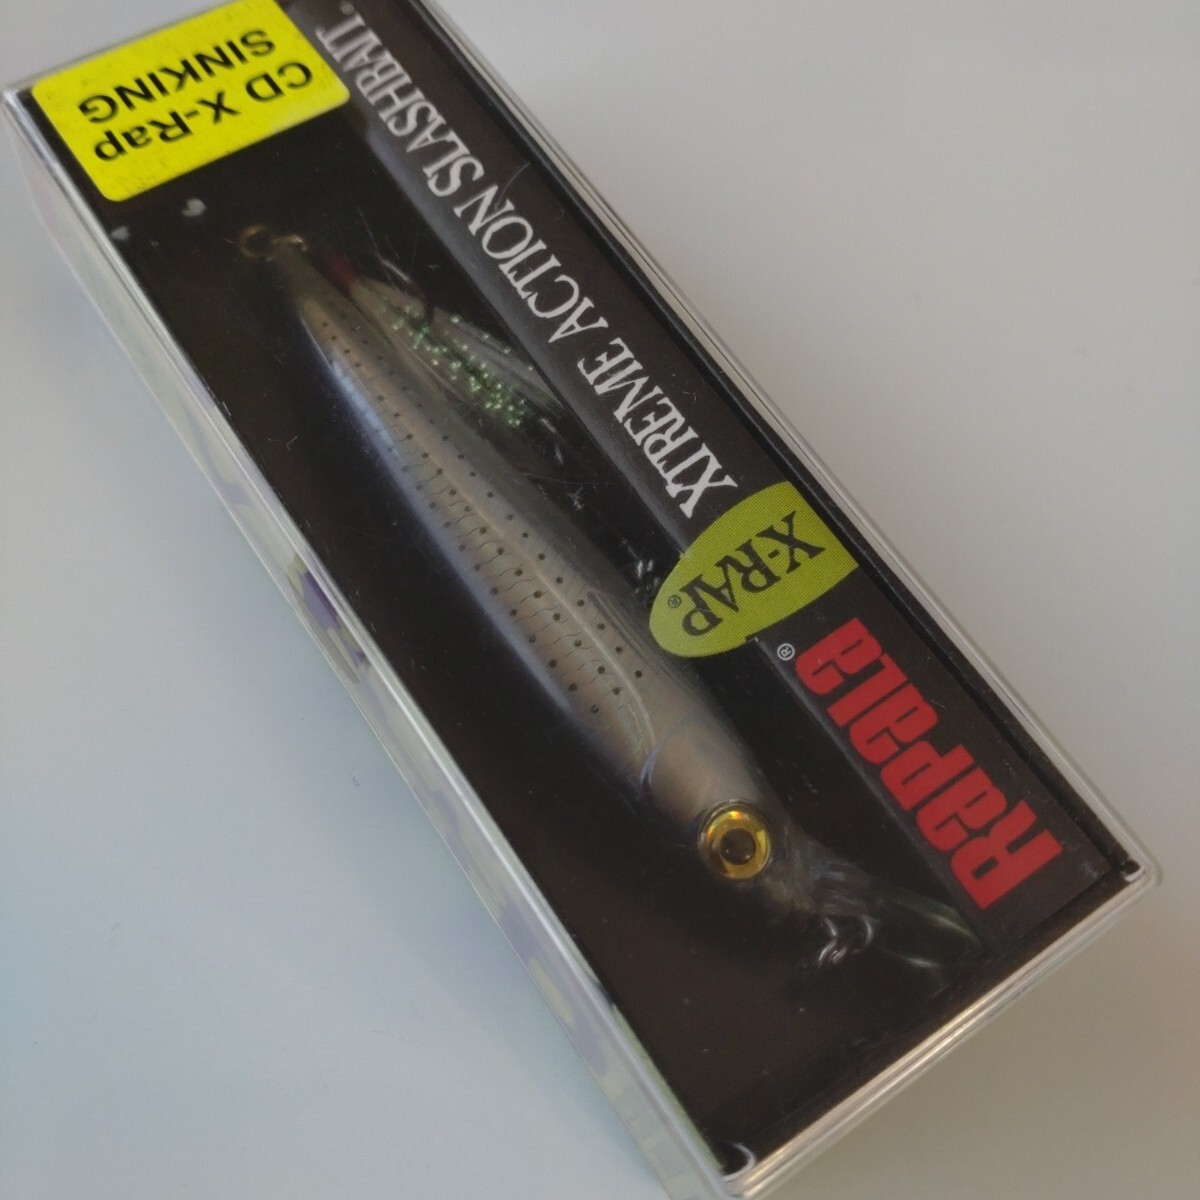 Rapala®
X-RAP®
XTREME ACTION SLASHBAIT®
CD X-Rap
SINKING